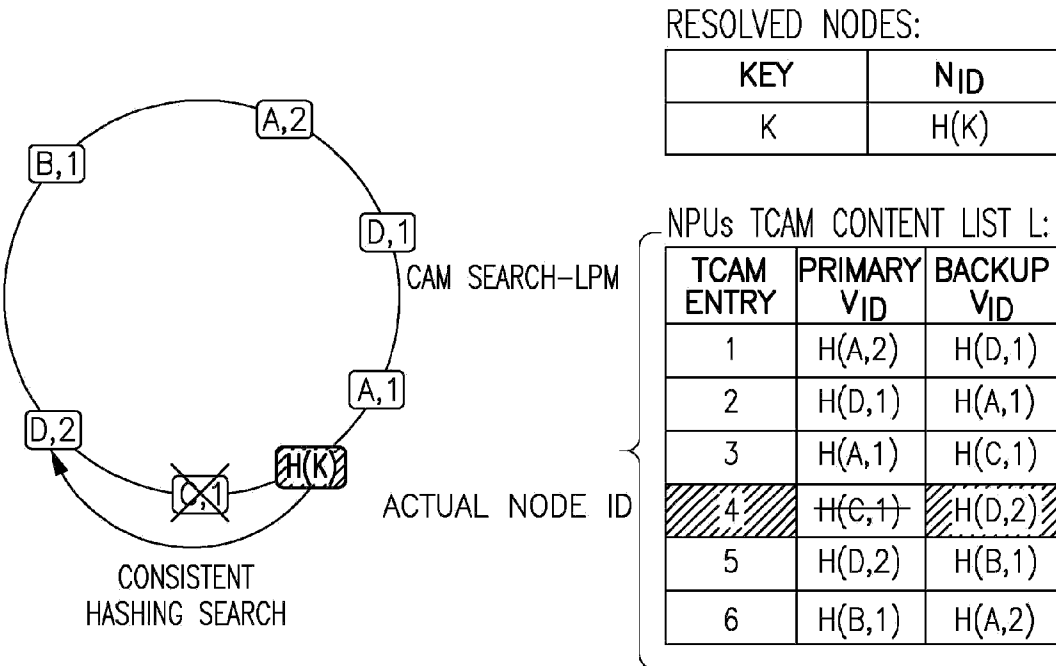 A,2
B,1
D,1
CAM SEARCH-LPM
A,1
D,2
H(K)
C,1
ACTUAL NODE ID
CONSISTENT
HASHING SEARCH
RESOLVED NODES:
KEY NID
K H(K)
NPUs TCAM CONTENT LIST L:
TCAM PRIMARY BACKUP
ENTRY VID VID
1 H(A,2) H(D,1)
2 H(D,1) H(A,1)
3 H(A,1) H(C,1)
4 H(C,1) H(D,2)
5 H(D,2) H(B,1)
6 H(B,1) H(A,2)